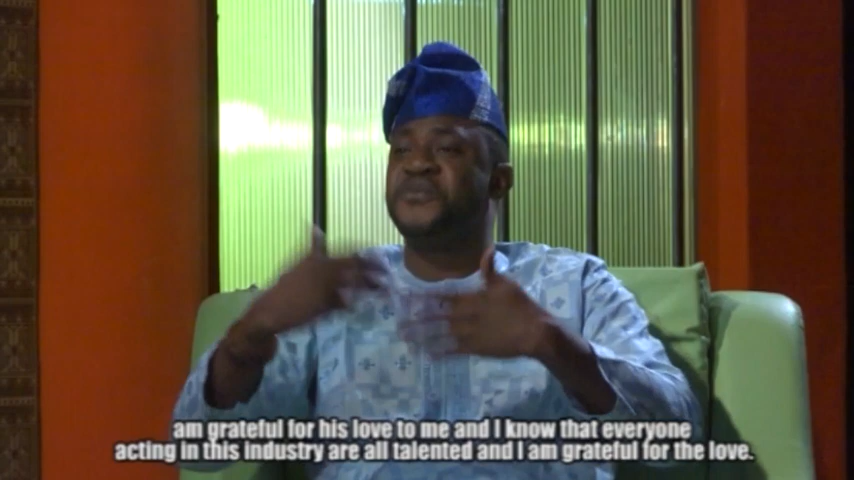 am grateful for his love to me and I know that everyone
acting in this industry are all talented and I am grateful for the love.